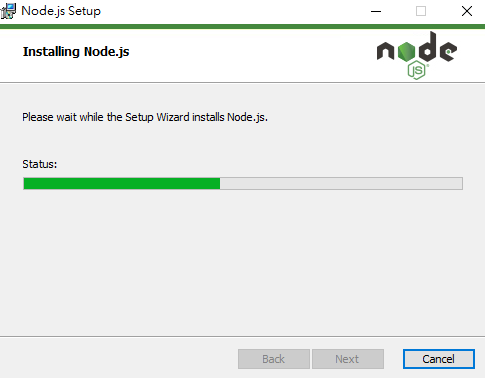 Node.js Setup
Installing Node.js
node
JS
Please wait while the Setup Wizard installs Node.js.
Status:
Back
Next
Cancel